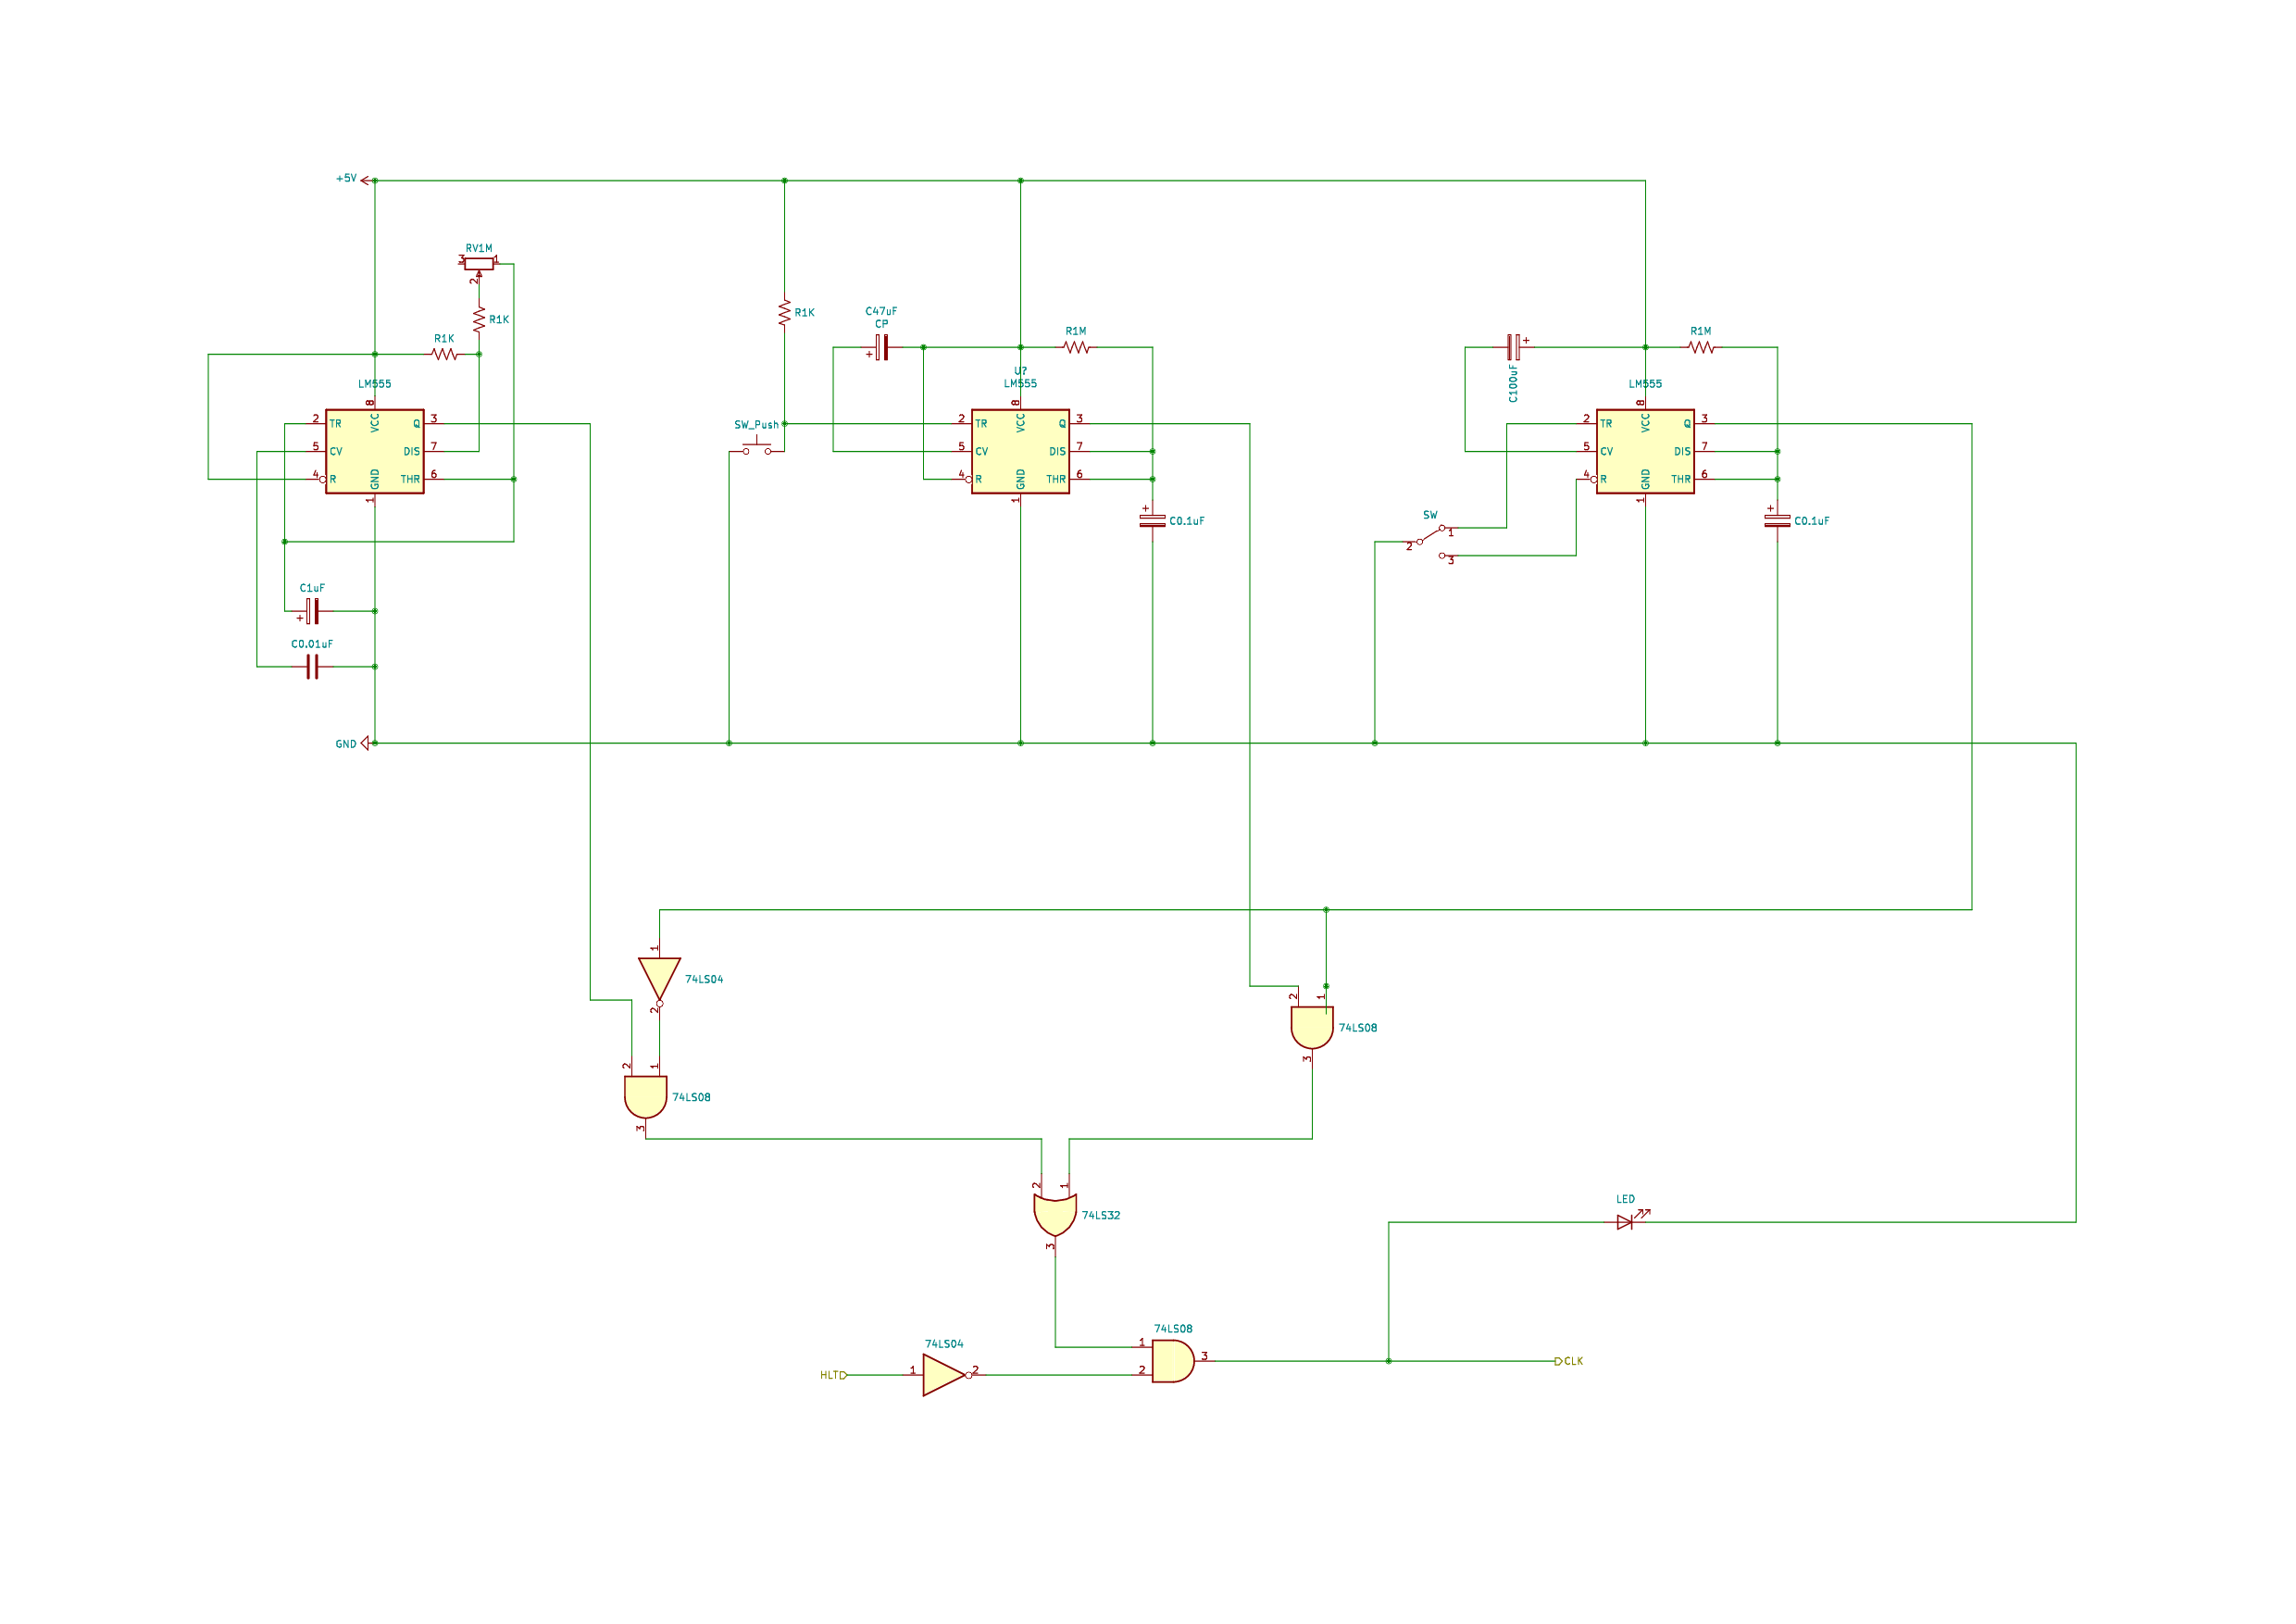 +5V
RV1M
3
1
2
R1K
R1K
LM555
8
2
TR
VCC
Q
3
5
CV
DIS
7
4
R
GND
THR
6
1
C1uF
+
C0.01uF
GND
R1K
SW_Push
C47uF
CP
+
R1M
U?
LM555
8
2
TR
VCC
Q
3
5
CV
DIS
7
4
R
GND
THR
6
1
+
C0.1uF
C100uF
+
R1M
LM555
8
2
TR
VCC
Q
3
5
CV
DIS
7
4
R
GND
THR
6
1
SW
1
2
3
+
C0.1uF
1
74LS04
2
2
1
74LS08
3
2
1
74LS08
3
2
1
74LS32
3
LED
HLT
1
74LS04
2
74LS08
1
2
3
CLK